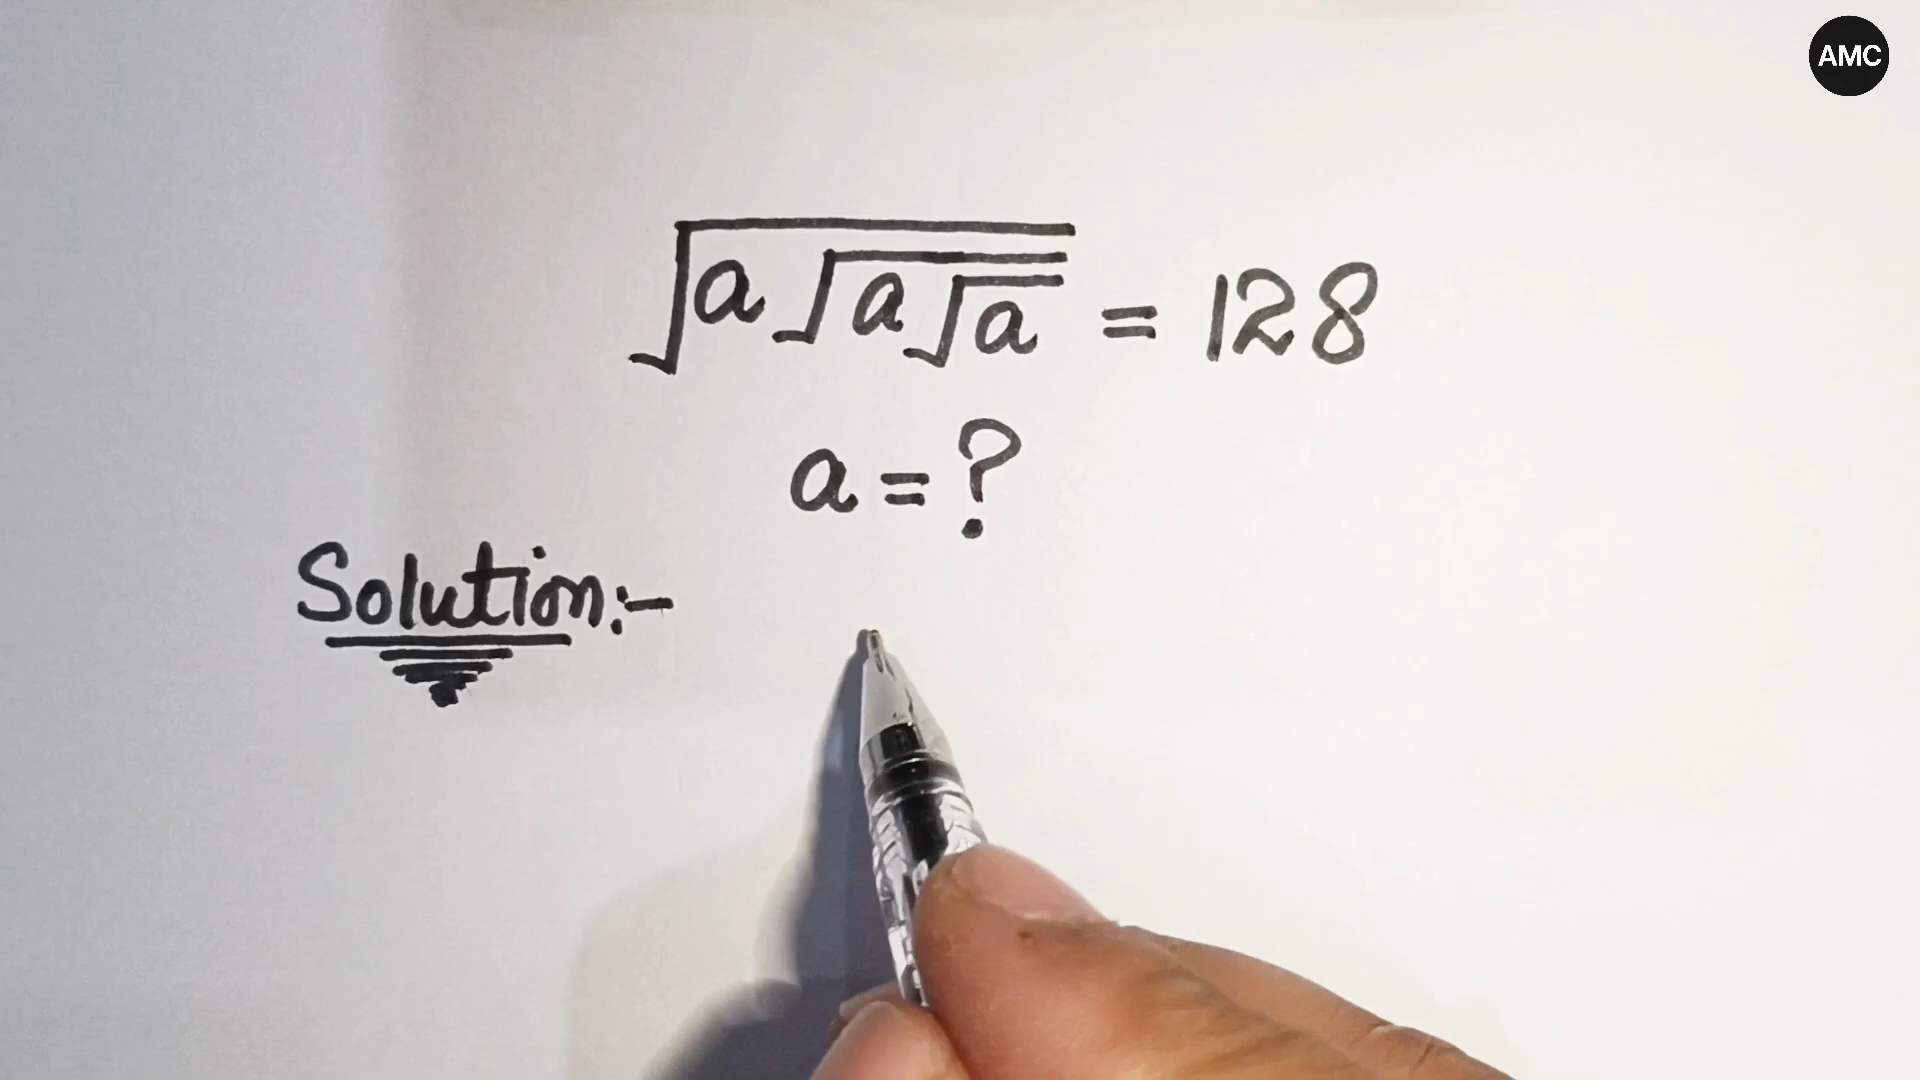 AMC
√(a√(a√a)) = 128
a = ?
Solution:-